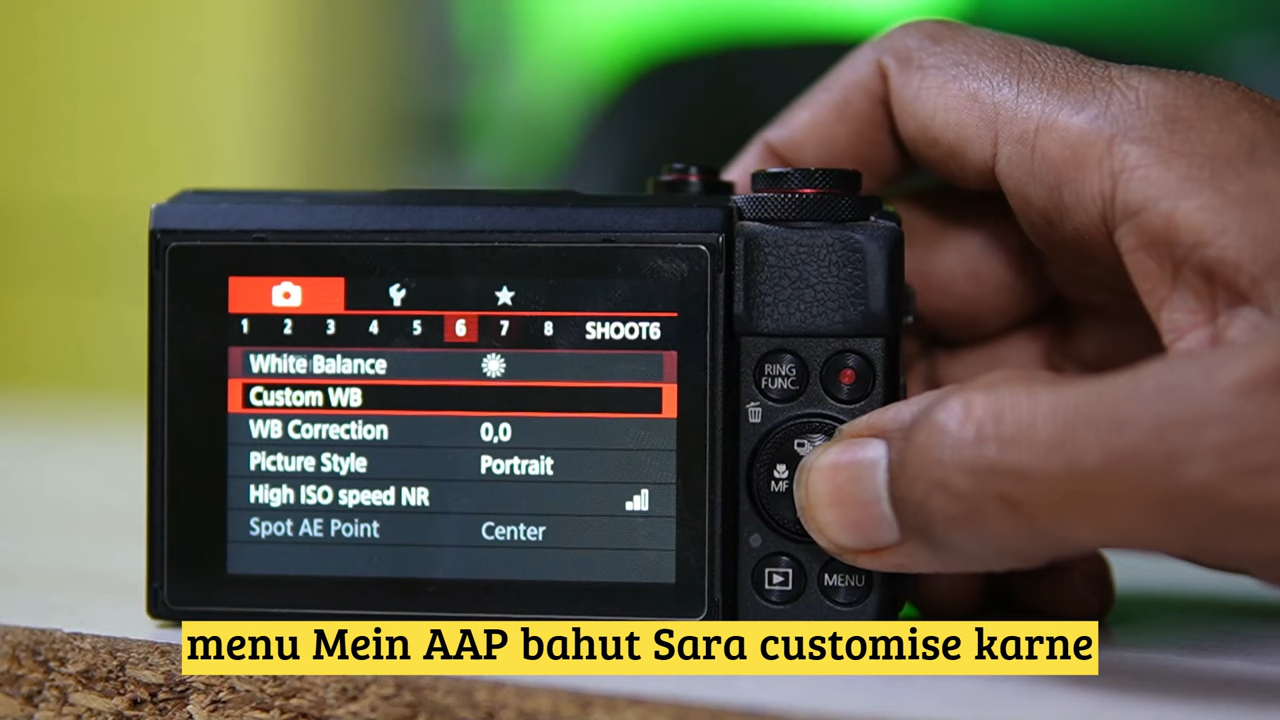 1 2 3 4 5 6 7 8 SHOOT6
White Balance
Custom WB
WB Correction 0,0
Picture Style Portrait
High ISO speed NR
Spot AE Point Center
RING
FUNC.
MF
MENU
menu Mein AAP bahut Sara customise karne